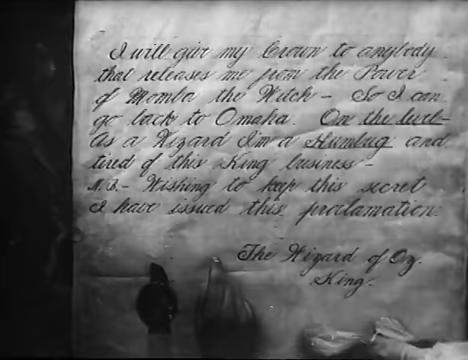 I will give my Crown to anybody
that releases me from the Power
of Momba the Witch - So I can
go back to Omaha. On the level -
As a Wizard I'm a Humbug and
tired of this King business -
N.B. - Wishing to keep this secret
I have issued this proclamation.
The Wizard of Oz.
King.